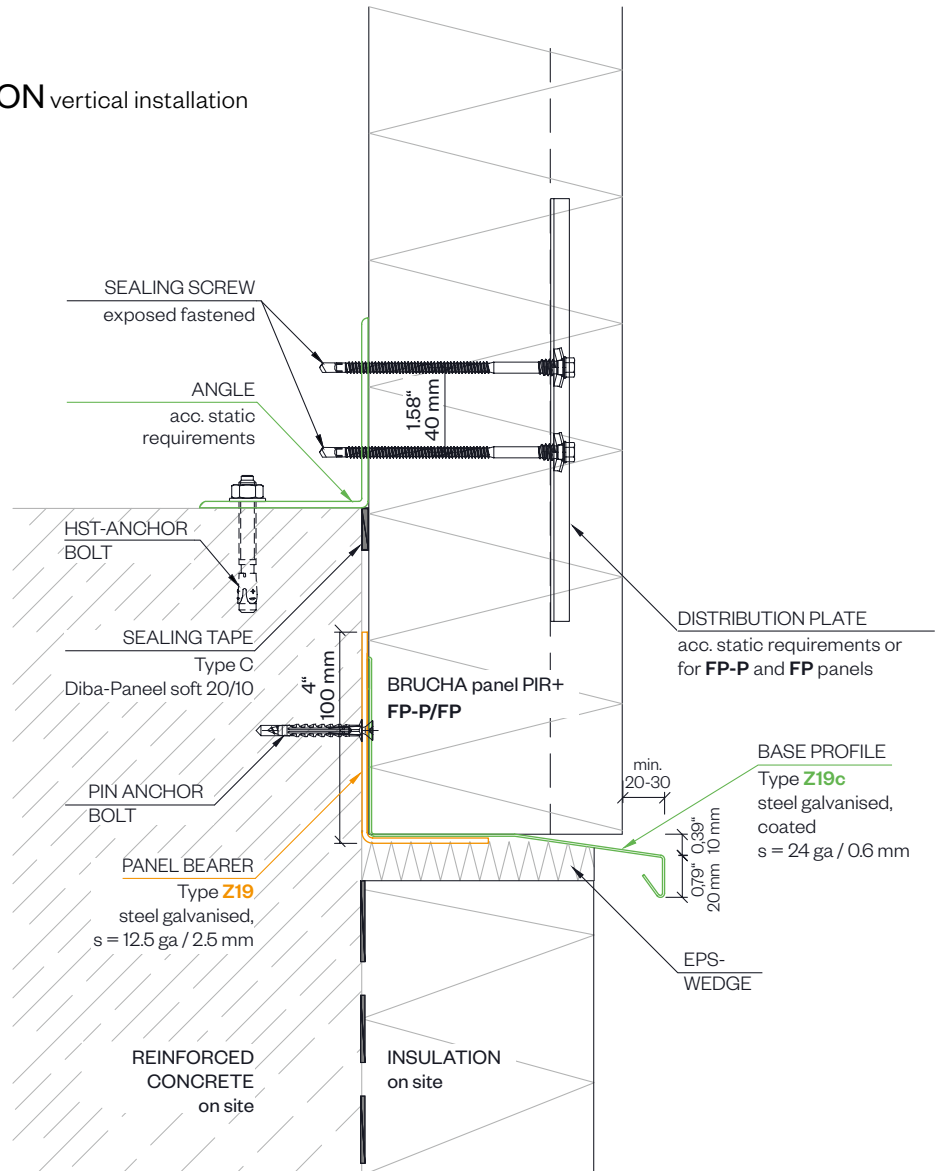 ON vertical installation
SEALING SCREW
exposed fastened
ANGLE
acc. static
requirements
1.58“
40 mm
HST-ANCHOR
BOLT
SEALING TAPE
Type C
Diba-Paneel soft 20/10
4“
100 mm
BRUCHA panel PIR+
FP-P/FP
DISTRIBUTION PLATE
acc. static requirements or
for FP-P and FP panels
PIN ANCHOR
BOLT
min.
20-30
BASE PROFILE
Type Z19c
steel galvanised,
coated
s = 24 ga / 0.6 mm
0,39“
10 mm
0,79“
20 mm
PANEL BEARER
Type Z19
steel galvanised,
s = 12.5 ga / 2.5 mm
EPS-
WEDGE
REINFORCED
CONCRETE
on site
INSULATION
on site